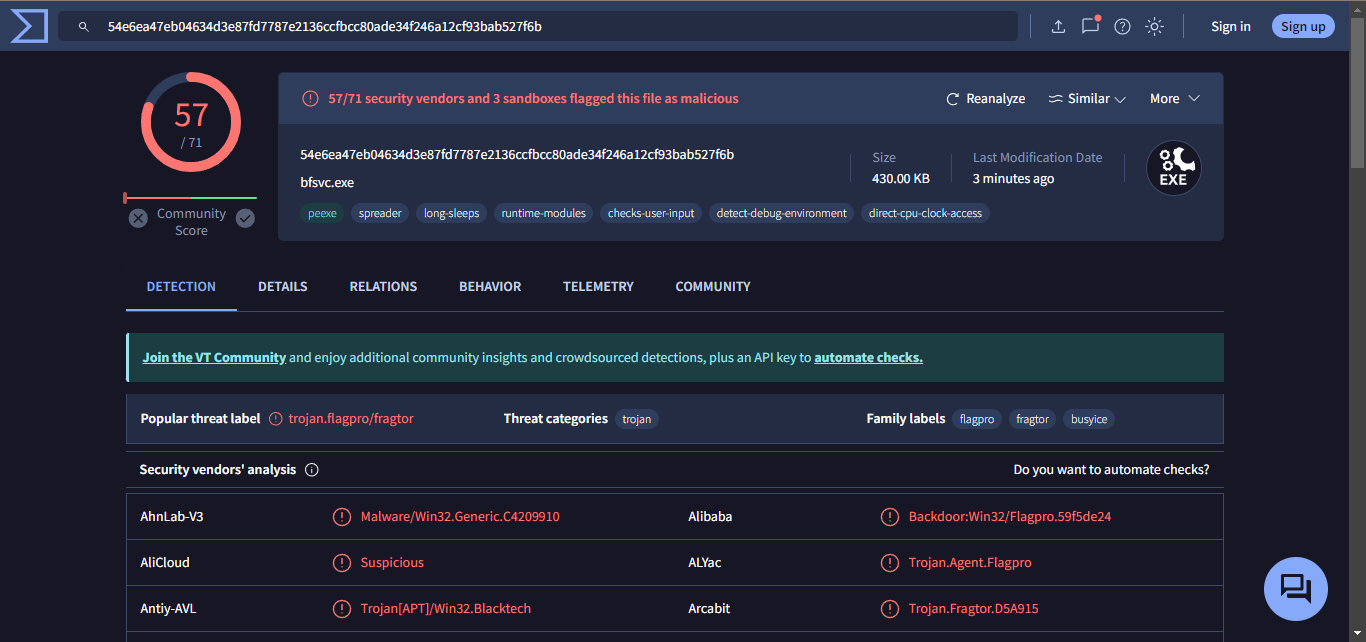 54e6ea47eb04634d3e87fd7787e2136ccfbcc80ade34f246a12cf93bab527f6b
Sign in
Sign up
57
/ 71
Community
Score
57/71 security vendors and 3 sandboxes flagged this file as malicious
Reanalyze
Similar
More
54e6ea47eb04634d3e87fd7787e2136ccfbcc80ade34f246a12cf93bab527f6b
bfsvc.exe
Size
430.00 KB
Last Modification Date
3 minutes ago
EXE
peexe
spreader
long-sleeps
runtime-modules
checks-user-input
detect-debug-environment
direct-cpu-clock-access
DETECTION
DETAILS
RELATIONS
BEHAVIOR
TELEMETRY
COMMUNITY
Join the VT Community and enjoy additional community insights and crowdsourced detections, plus an API key to automate checks.
Popular threat label
trojan.flagpro/fragtor
Threat categories
trojan
Family labels
flagpro
fragtor
busyice
Security vendors' analysis
Do you want to automate checks?
AhnLab-V3
Malware/Win32.Generic.C4209910
Alibaba
Backdoor:Win32/Flagpro.59f5de24
AliCloud
Suspicious
ALYac
Trojan.Agent.Flagpro
Antiy-AVL
Trojan[APT]/Win32.Blacktech
Arcabit
Trojan.Fragtor.D5A915